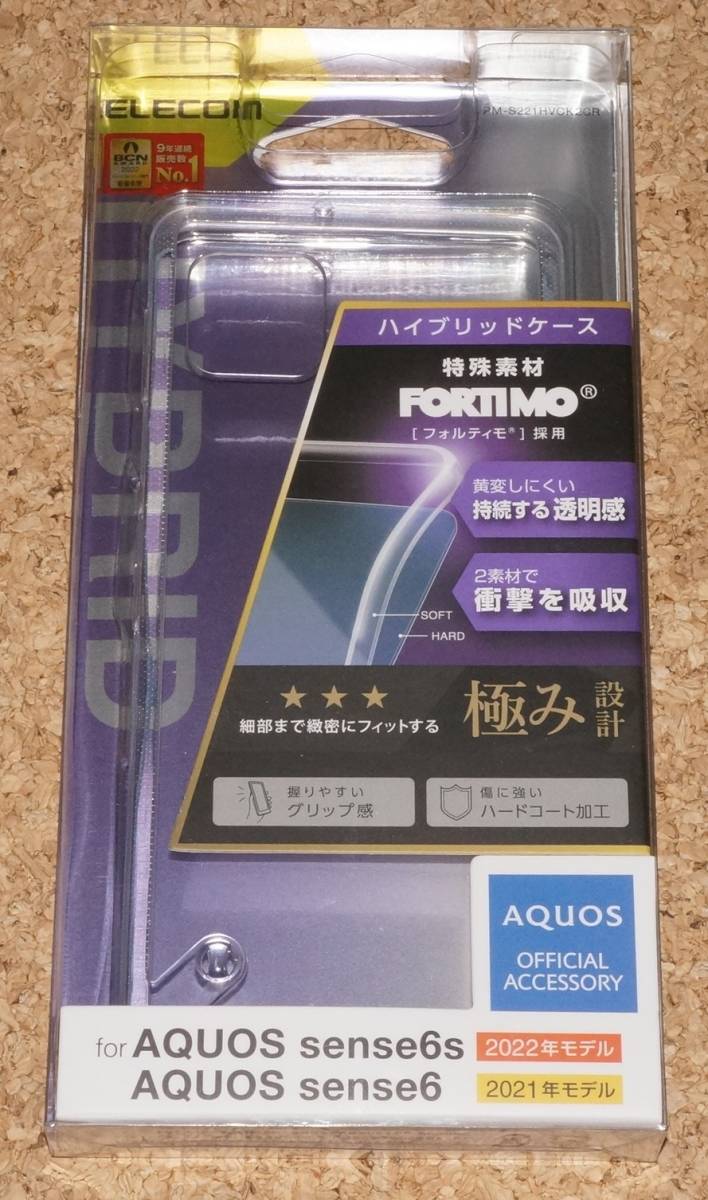 ELECOM
PM-S221HVCK2CR
BCN
AWARD
2022
9年連続
販売数
No.1
HYBRID
ハイブリッドケース
特殊素材
FORTIMO®
[フォルティモ®] 採用
黄変しにくい
持続する透明感
2素材で
衝撃を吸収
SOFT
HARD
★★★
細部まで緻密にフィットする
極み設計
握りやすい
グリップ感
傷に強い
ハードコート加工
AQUOS
OFFICIAL
ACCESSORY
for AQUOS sense6s 2022年モデル
AQUOS sense6 2021年モデル